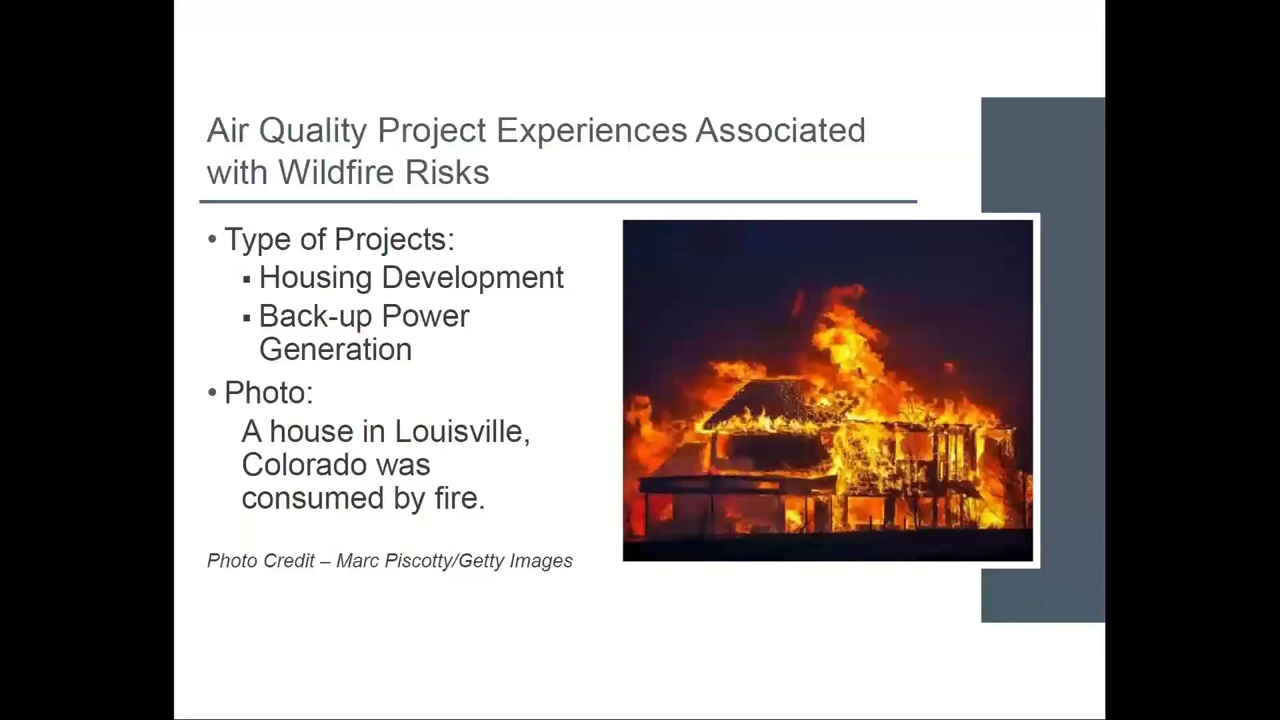 Air Quality Project Experiences Associated
with Wildfire Risks
• Type of Projects:
▪ Housing Development
▪ Back-up Power
Generation
• Photo:
A house in Louisville,
Colorado was
consumed by fire.
Photo Credit – Marc Piscotty/Getty Images